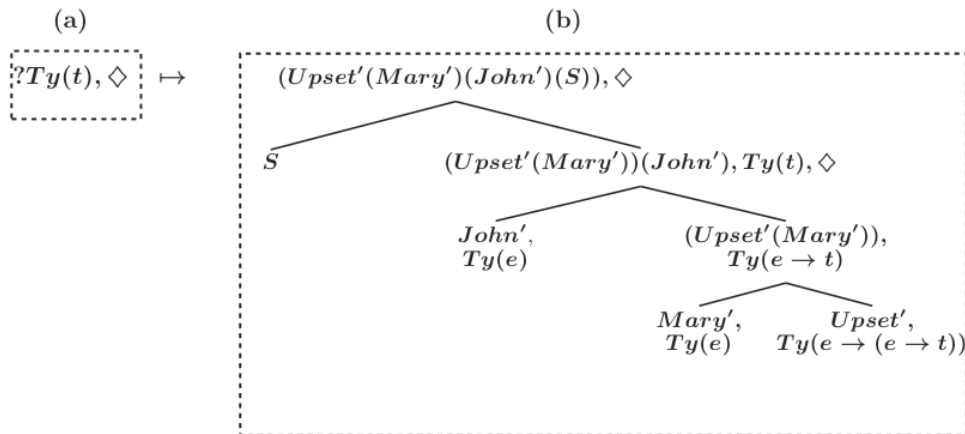 (a) (b)
?Ty(t), ◇ ↦ (Upset′(Mary′)(John′)(S)), ◇
S (Upset′(Mary′))(John′), Ty(t), ◇
John′, (Upset′(Mary′)),
Ty(e) Ty(e → t)
Mary′, Upset′,
Ty(e) Ty(e → (e → t))